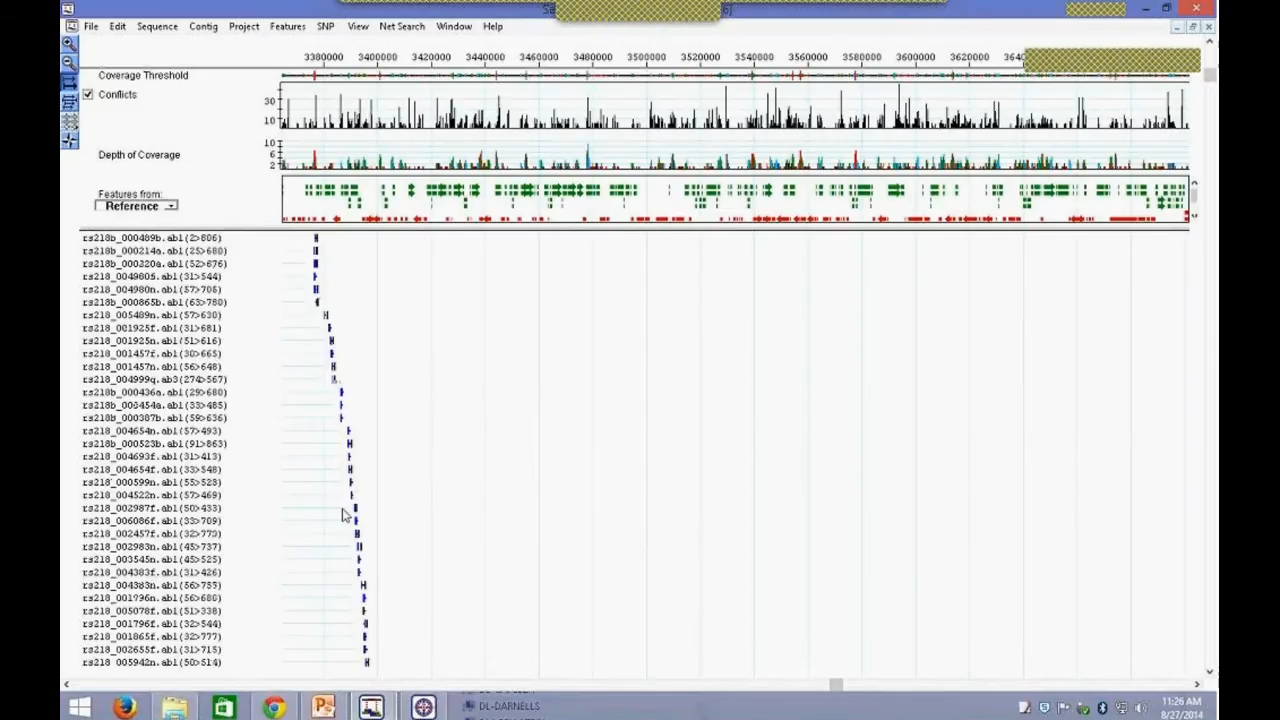 File Edit Sequence Contig Project Features SNP View Net Search Window Help
3380000 3400000 3420000 3440000 3460000 3480000 3500000 3520000 3540000 3560000 3580000 3600000 3620000
Coverage Threshold
Conflicts
30
10
Depth of Coverage
10
6
2
Features from:
Reference
rs218b_000489b.ab1(2>806)
rs218b_000214a.ab1(25>680)
rs218b_000320a.ab1(52>676)
rs218_004980f.ab1(31>544)
rs218_004980n.ab1(57>706)
rs218b_000865b.ab1(63>780)
rs218_005489n.ab1(57>630)
rs218_001925f.ab1(31>681)
rs218_001925n.ab1(51>616)
rs218_001457f.ab1(30>665)
rs218_001457n.ab1(56>648)
rs218_004999q.ab3(274>567)
rs218b_000436a.ab1(29>680)
rs218b_000454a.ab1(33>485)
rs218b_000387b.ab1(59>636)
rs218_004654n.ab1(57>493)
rs218b_000523b.ab1(91>863)
rs218_004693f.ab1(31>413)
rs218_004654f.ab1(33>548)
rs218_000599n.ab1(55>528)
rs218_004522n.ab1(57>469)
rs218_002987f.ab1(50>433)
rs218_006086f.ab1(33>709)
rs218_002457f.ab1(32>773)
rs218_002983n.ab1(45>737)
rs218_003545n.ab1(45>525)
rs218_004383f.ab1(31>426)
rs218_004383n.ab1(56>755)
rs218_001796n.ab1(56>680)
rs218_005078f.ab1(51>338)
rs218_001796f.ab1(32>544)
rs218_001865f.ab1(32>777)
rs218_002655f.ab1(31>715)
rs218_005942n.ab1(50>514)
DL-DARNELLS
11:26 AM
8/27/2014